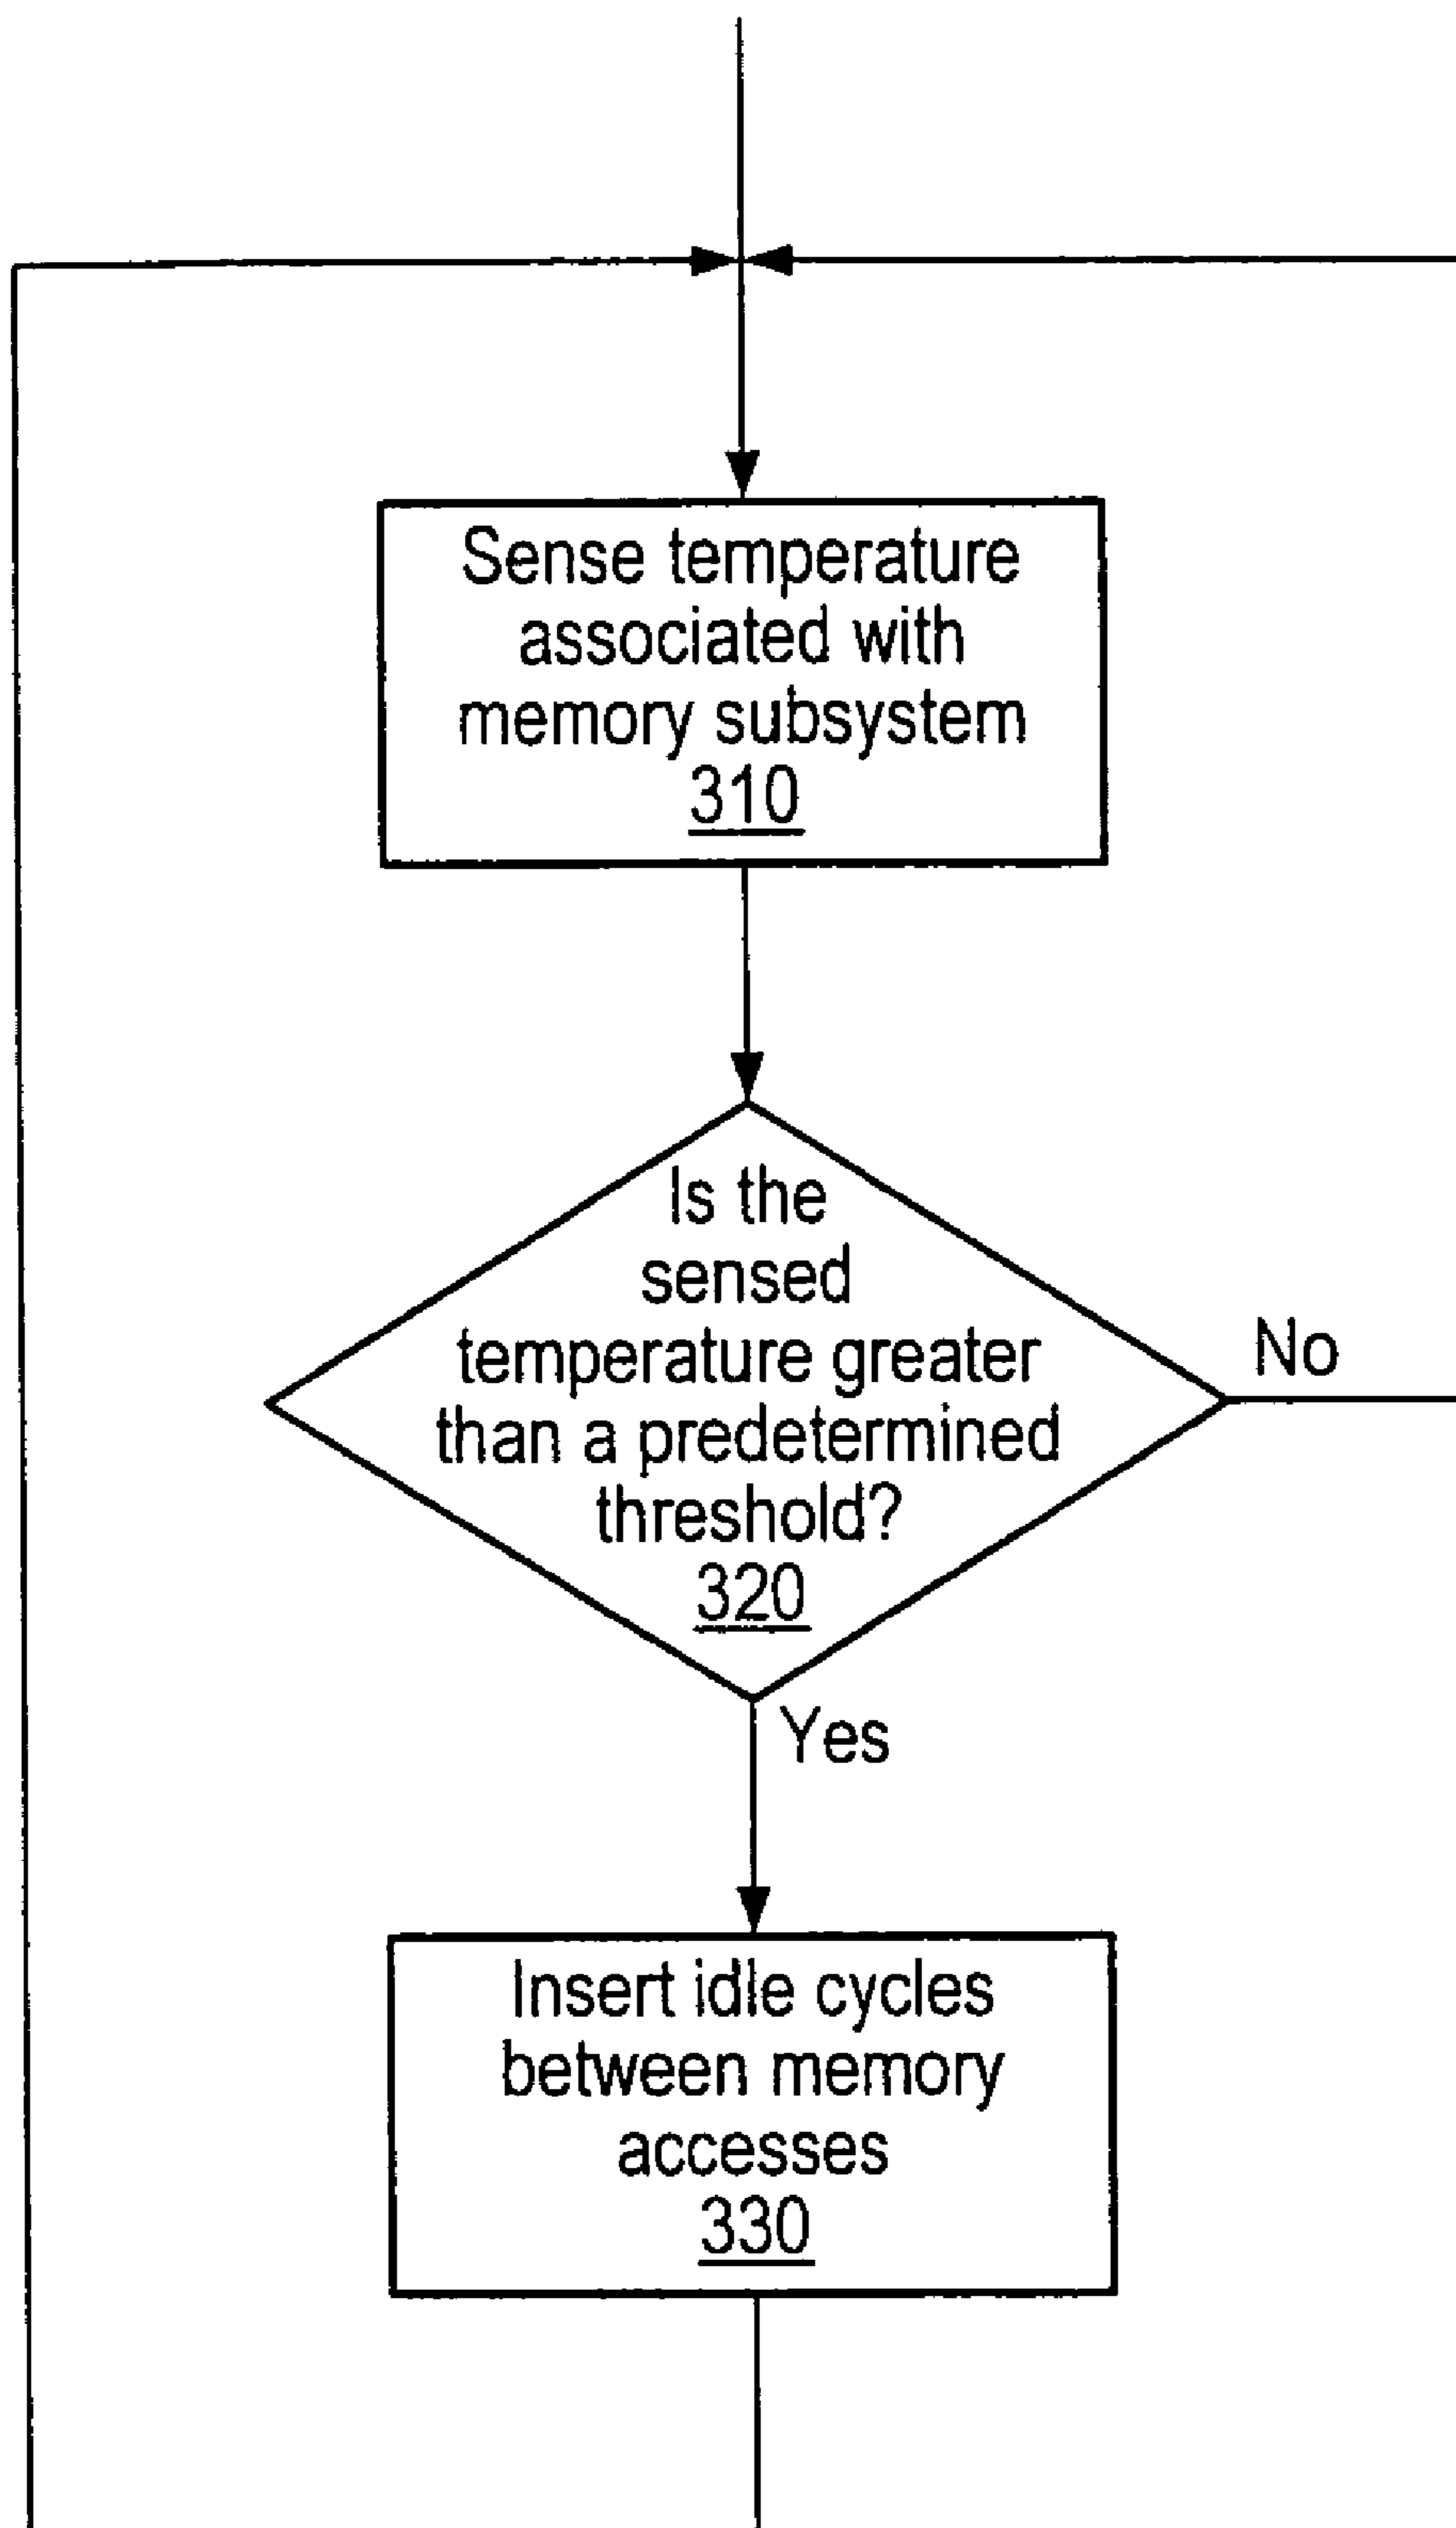 Sense temperature
associated with
memory subsystem
310
Is the
sensed
temperature greater
than a predetermined
threshold?
320
No
Yes
Insert idle cycles
between memory
accesses
330